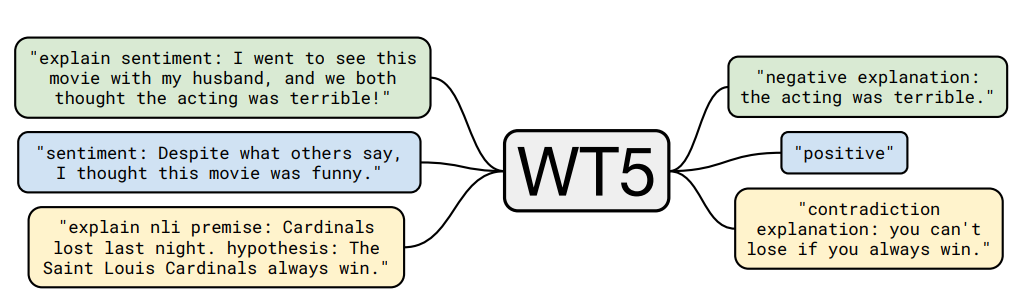 "explain sentiment: I went to see this
movie with my husband, and we both
thought the acting was terrible!"
"sentiment: Despite what others say,
I thought this movie was funny."
"explain nli premise: Cardinals
lost last night. hypothesis: The
Saint Louis Cardinals always win."
WT5
"negative explanation:
the acting was terrible."
"positive"
"contradiction
explanation: you can't
lose if you always win."